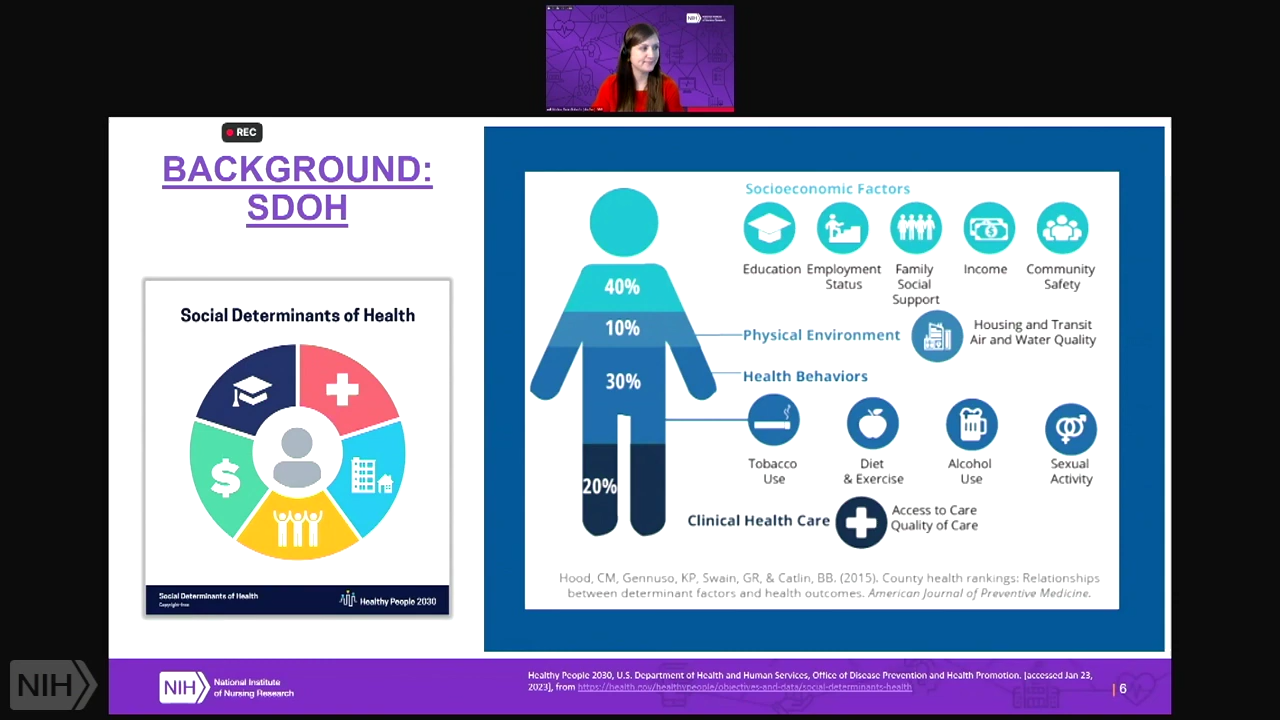 NIH
REC
BACKGROUND:
SDOH
Social Determinants of Health
Social Determinants of Health
Copyright-free
Healthy People 2030
40%
10%
30%
20%
Socioeconomic Factors
Education
Employment
Status
Family
Social
Support
Income
Community
Safety
Physical Environment
Housing and Transit
Air and Water Quality
Health Behaviors
Tobacco
Use
Diet
& Exercise
Alcohol
Use
Sexual
Activity
Clinical Health Care
Access to Care
Quality of Care
Hood, CM, Gennuso, KP, Swain, GR, & Catlin, BB. (2015). County health rankings: Relationships
between determinant factors and health outcomes. American Journal of Preventive Medicine.
NIH
NIH
National Institute
of Nursing Research
Healthy People 2030, U.S. Department of Health and Human Services, Office of Disease Prevention and Health Promotion. [accessed Jan 23,
2023], from https://health.gov/healthypeople/objectives-and-data/social-determinants-health
6